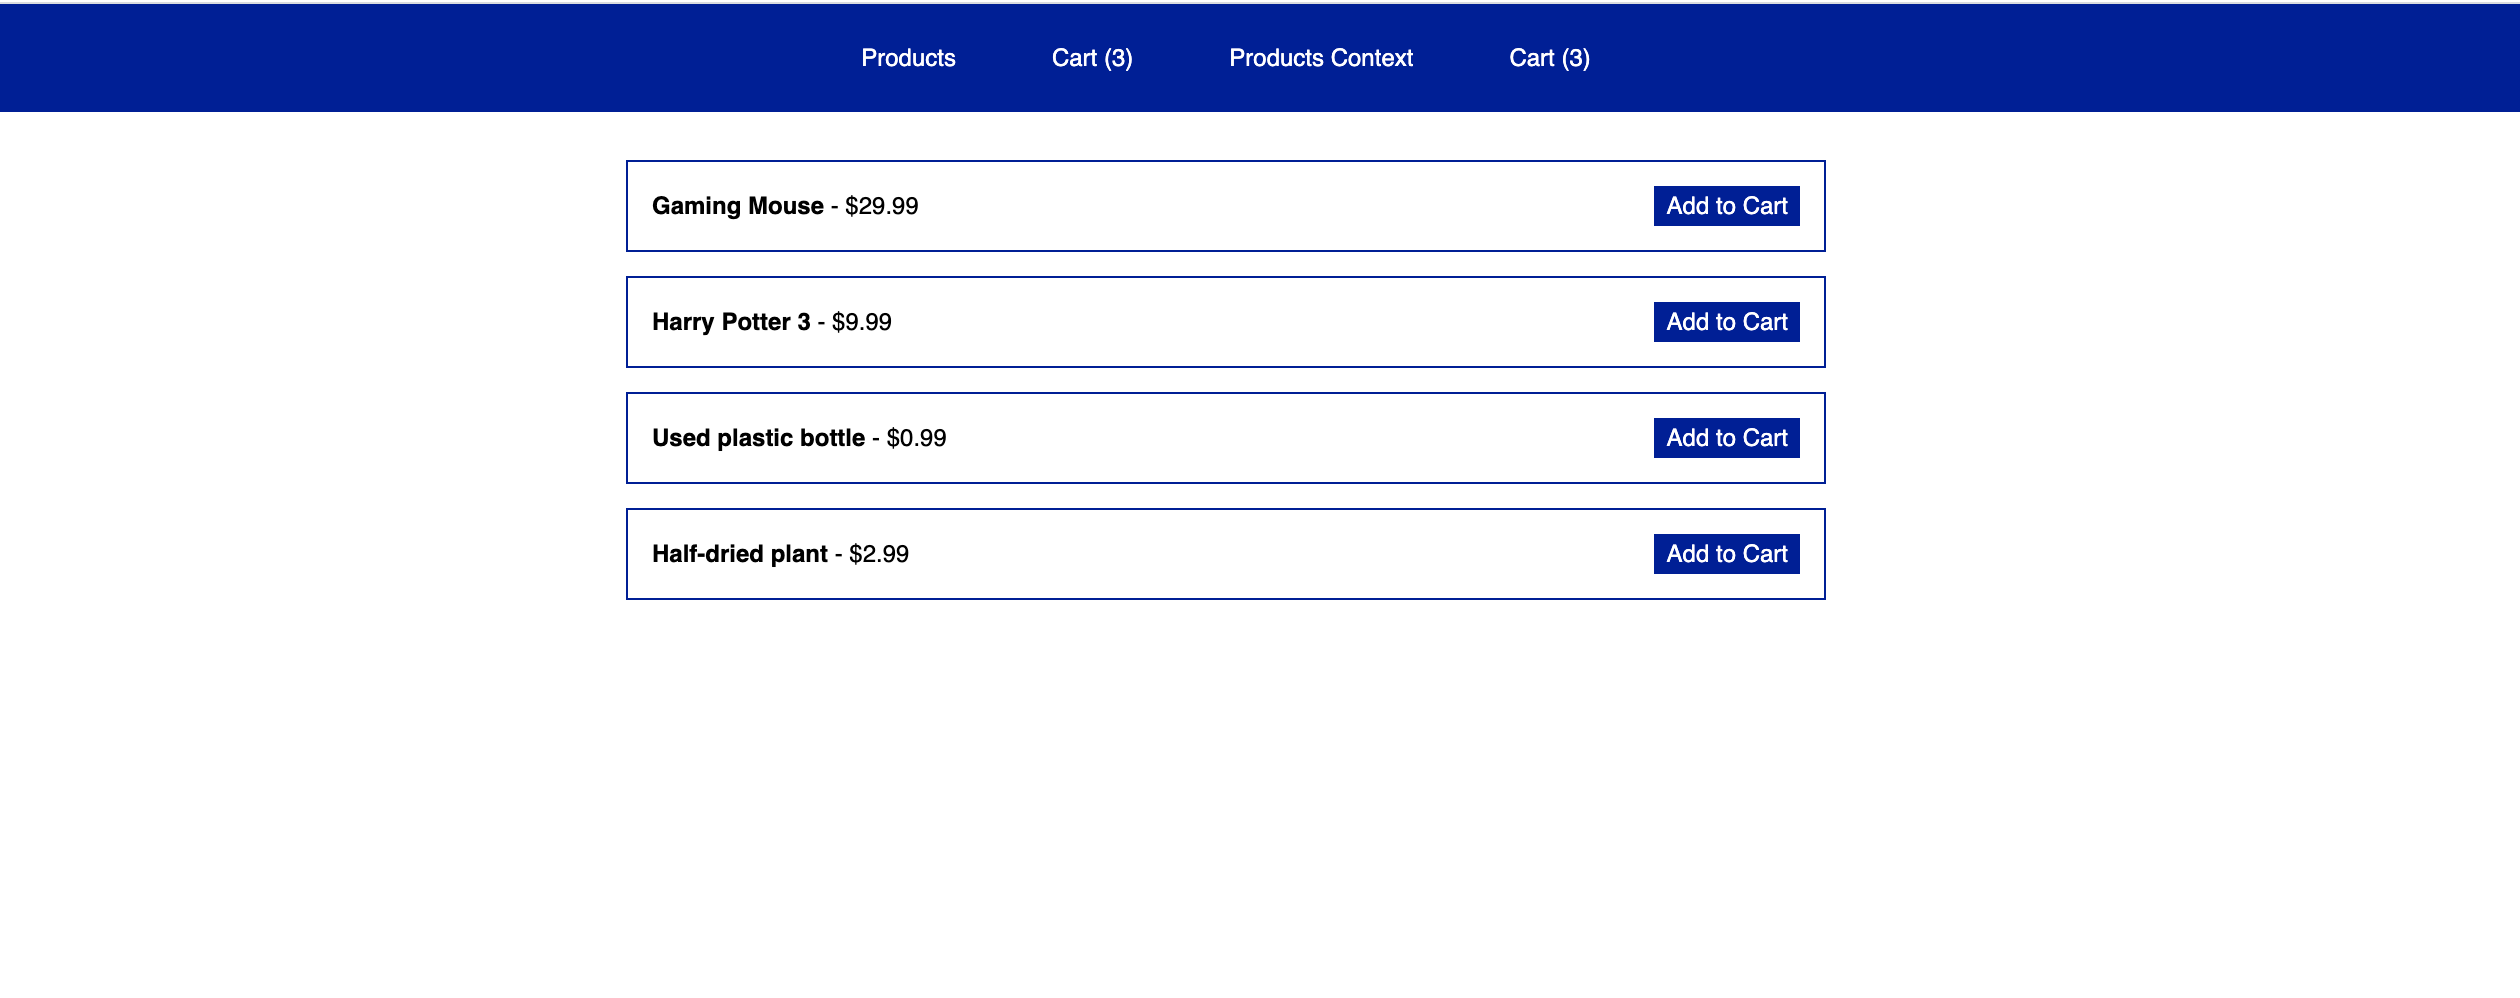 Products Cart (3) Products Context Cart (3)
Gaming Mouse - $29.99 Add to Cart
Harry Potter 3 - $9.99 Add to Cart
Used plastic bottle - $0.99 Add to Cart
Half-dried plant - $2.99 Add to Cart